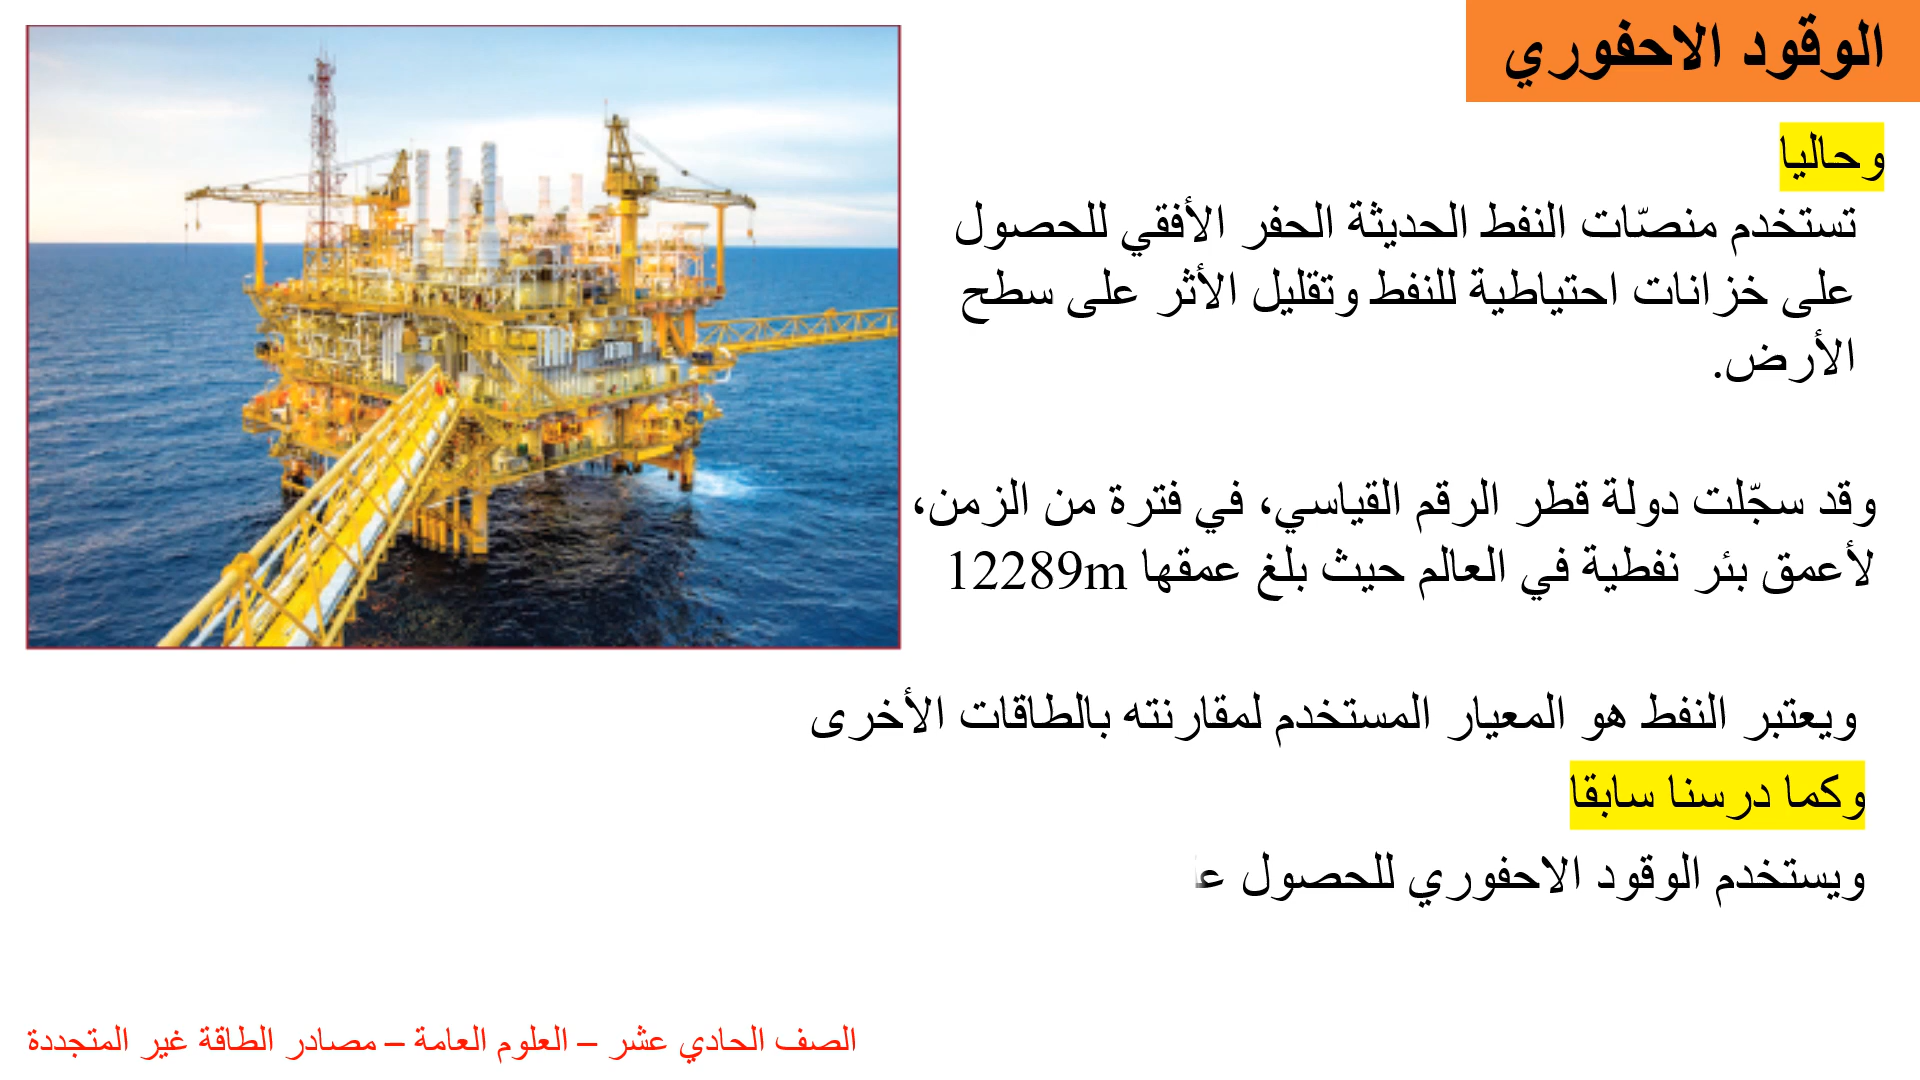 الوقود الاحفوري
وحاليا
تستخدم منصّات النفط الحديثة الحفر الأفقي للحصول
على خزانات احتياطية للنفط وتقليل الأثر على سطح
الأرض.
وقد سجّلت دولة قطر الرقم القياسي، في فترة من الزمن،
لأعمق بئر نفطية في العالم حيث بلغ عمقها 12289m
ويعتبر النفط هو المعيار المستخدم لمقارنته بالطاقات الأخرى
وكما درسنا سابقا
ويستخدم الوقود الاحفوري للحصول
الصف الحادي عشر – العلوم العامة – مصادر الطاقة غير المتجددة